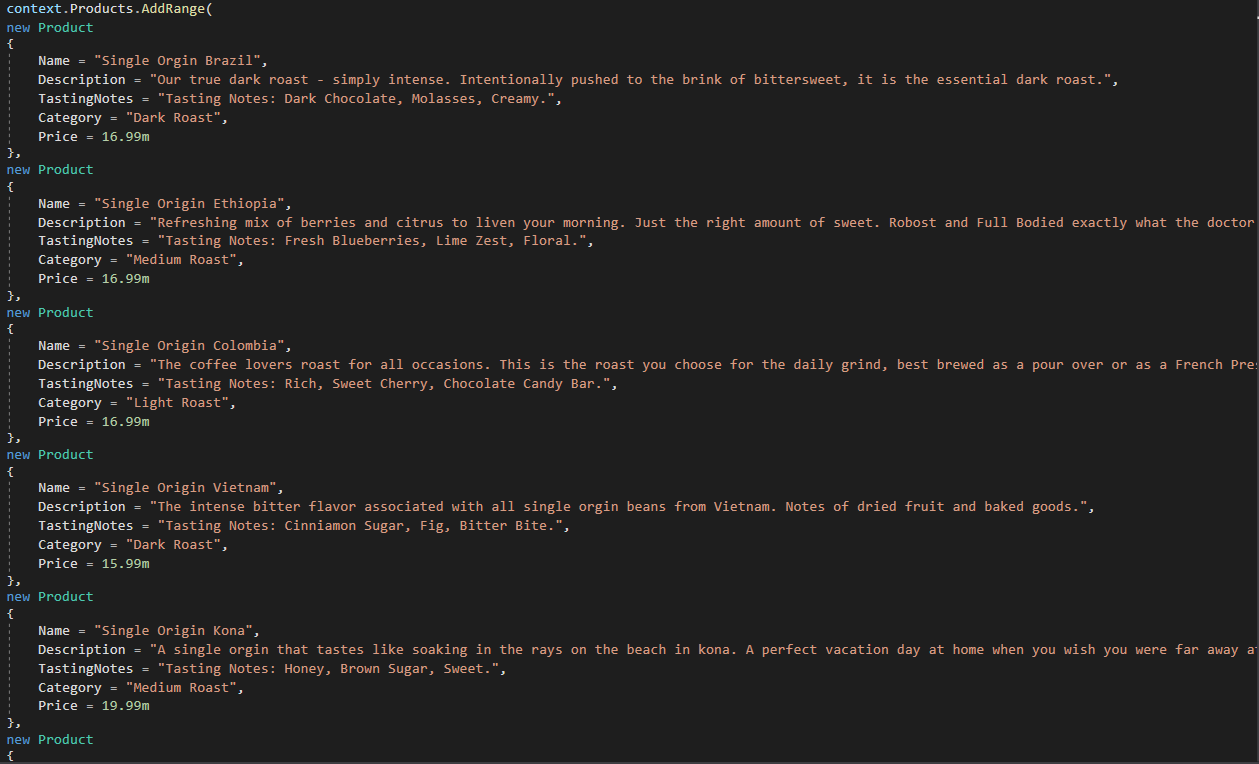 context.Products.AddRange(
new Product
{
    Name = "Single Orgin Brazil",
    Description = "Our true dark roast - simply intense. Intentionally pushed to the brink of bittersweet, it is the essential dark roast.",
    TastingNotes = "Tasting Notes: Dark Chocolate, Molasses, Creamy.",
    Category = "Dark Roast",
    Price = 16.99m
},
new Product
{
    Name = "Single Origin Ethiopia",
    Description = "Refreshing mix of berries and citrus to liven your morning. Just the right amount of sweet. Robost and Full Bodied exactly what the doctor
    TastingNotes = "Tasting Notes: Fresh Blueberries, Lime Zest, Floral.",
    Category = "Medium Roast",
    Price = 16.99m
},
new Product
{
    Name = "Single Origin Colombia",
    Description = "The coffee lovers roast for all occasions. This is the roast you choose for the daily grind, best brewed as a pour over or as a French Pre
    TastingNotes = "Tasting Notes: Rich, Sweet Cherry, Chocolate Candy Bar.",
    Category = "Light Roast",
    Price = 16.99m
},
new Product
{
    Name = "Single Origin Vietnam",
    Description = "The intense bitter flavor associated with all single orgin beans from Vietnam. Notes of dried fruit and baked goods.",
    TastingNotes = "Tasting Notes: Cinniamon Sugar, Fig, Bitter Bite.",
    Category = "Dark Roast",
    Price = 15.99m
},
new Product
{
    Name = "Single Origin Kona",
    Description = "A single orgin that tastes like soaking in the rays on the beach in kona. A perfect vacation day at home when you wish you were far away a
    TastingNotes = "Tasting Notes: Honey, Brown Sugar, Sweet.",
    Category = "Medium Roast",
    Price = 19.99m
},
new Product
{